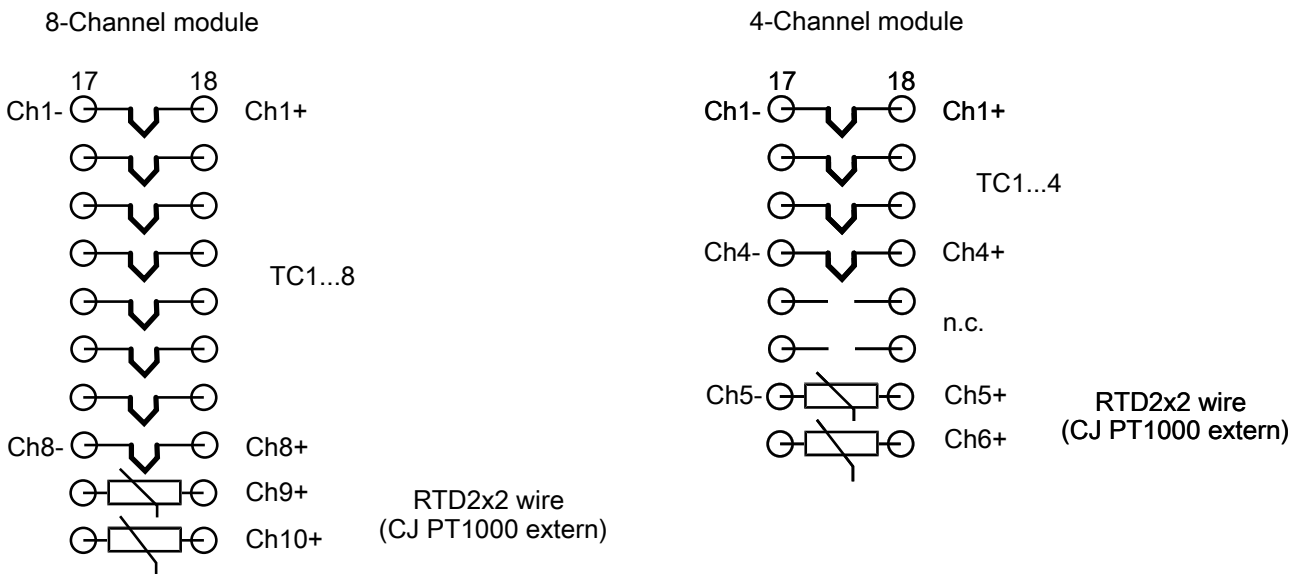 8-Channel module
17 18
Ch1- Ch1+
TC1...8
Ch8- Ch8+
Ch9+
RTD2x2 wire
(CJ PT1000 extern)
Ch10+
4-Channel module
17 18
Ch1- Ch1+
TC1...4
Ch4- Ch4+
n.c.
Ch5- Ch5+
RTD2x2 wire
(CJ PT1000 extern)
Ch6+